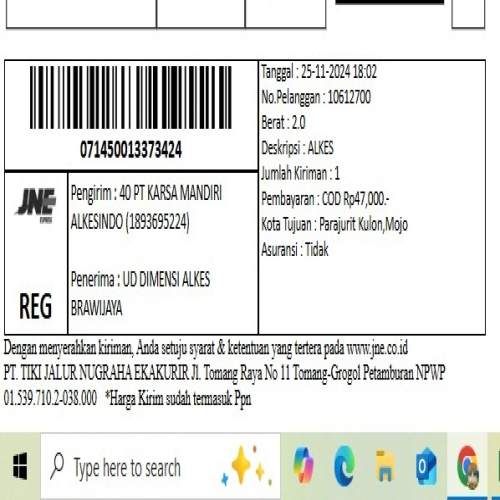 071450013373424
JNE
EXPRESS
REG
Pengirim : 40 PT KARSA MANDIRI
ALKESINDO (1893695224)
Penerima : UD DIMENSI ALKES
BRAWIJAYA
Tanggal : 25-11-2024 18:02
No.Pelanggan : 10612700
Berat : 2.0
Deskripsi : ALKES
Jumlah Kiriman : 1
Pembayaran : COD Rp47,000.-
Kota Tujuan : Parajurit Kulon,Mojo
Asuransi : Tidak
Dengan menyerahkan kiriman, Anda setuju syarat & ketentuan yang tertera pada www.jne.co.id
PT. TIKI JALUR NUGRAHA EKAKURIR Jl. Tomang Raya No 11 Tomang-Grogol Petamburan NPWP
01.539.710.2-038.000 *Harga Kirim sudah termasuk Ppn
Type here to search